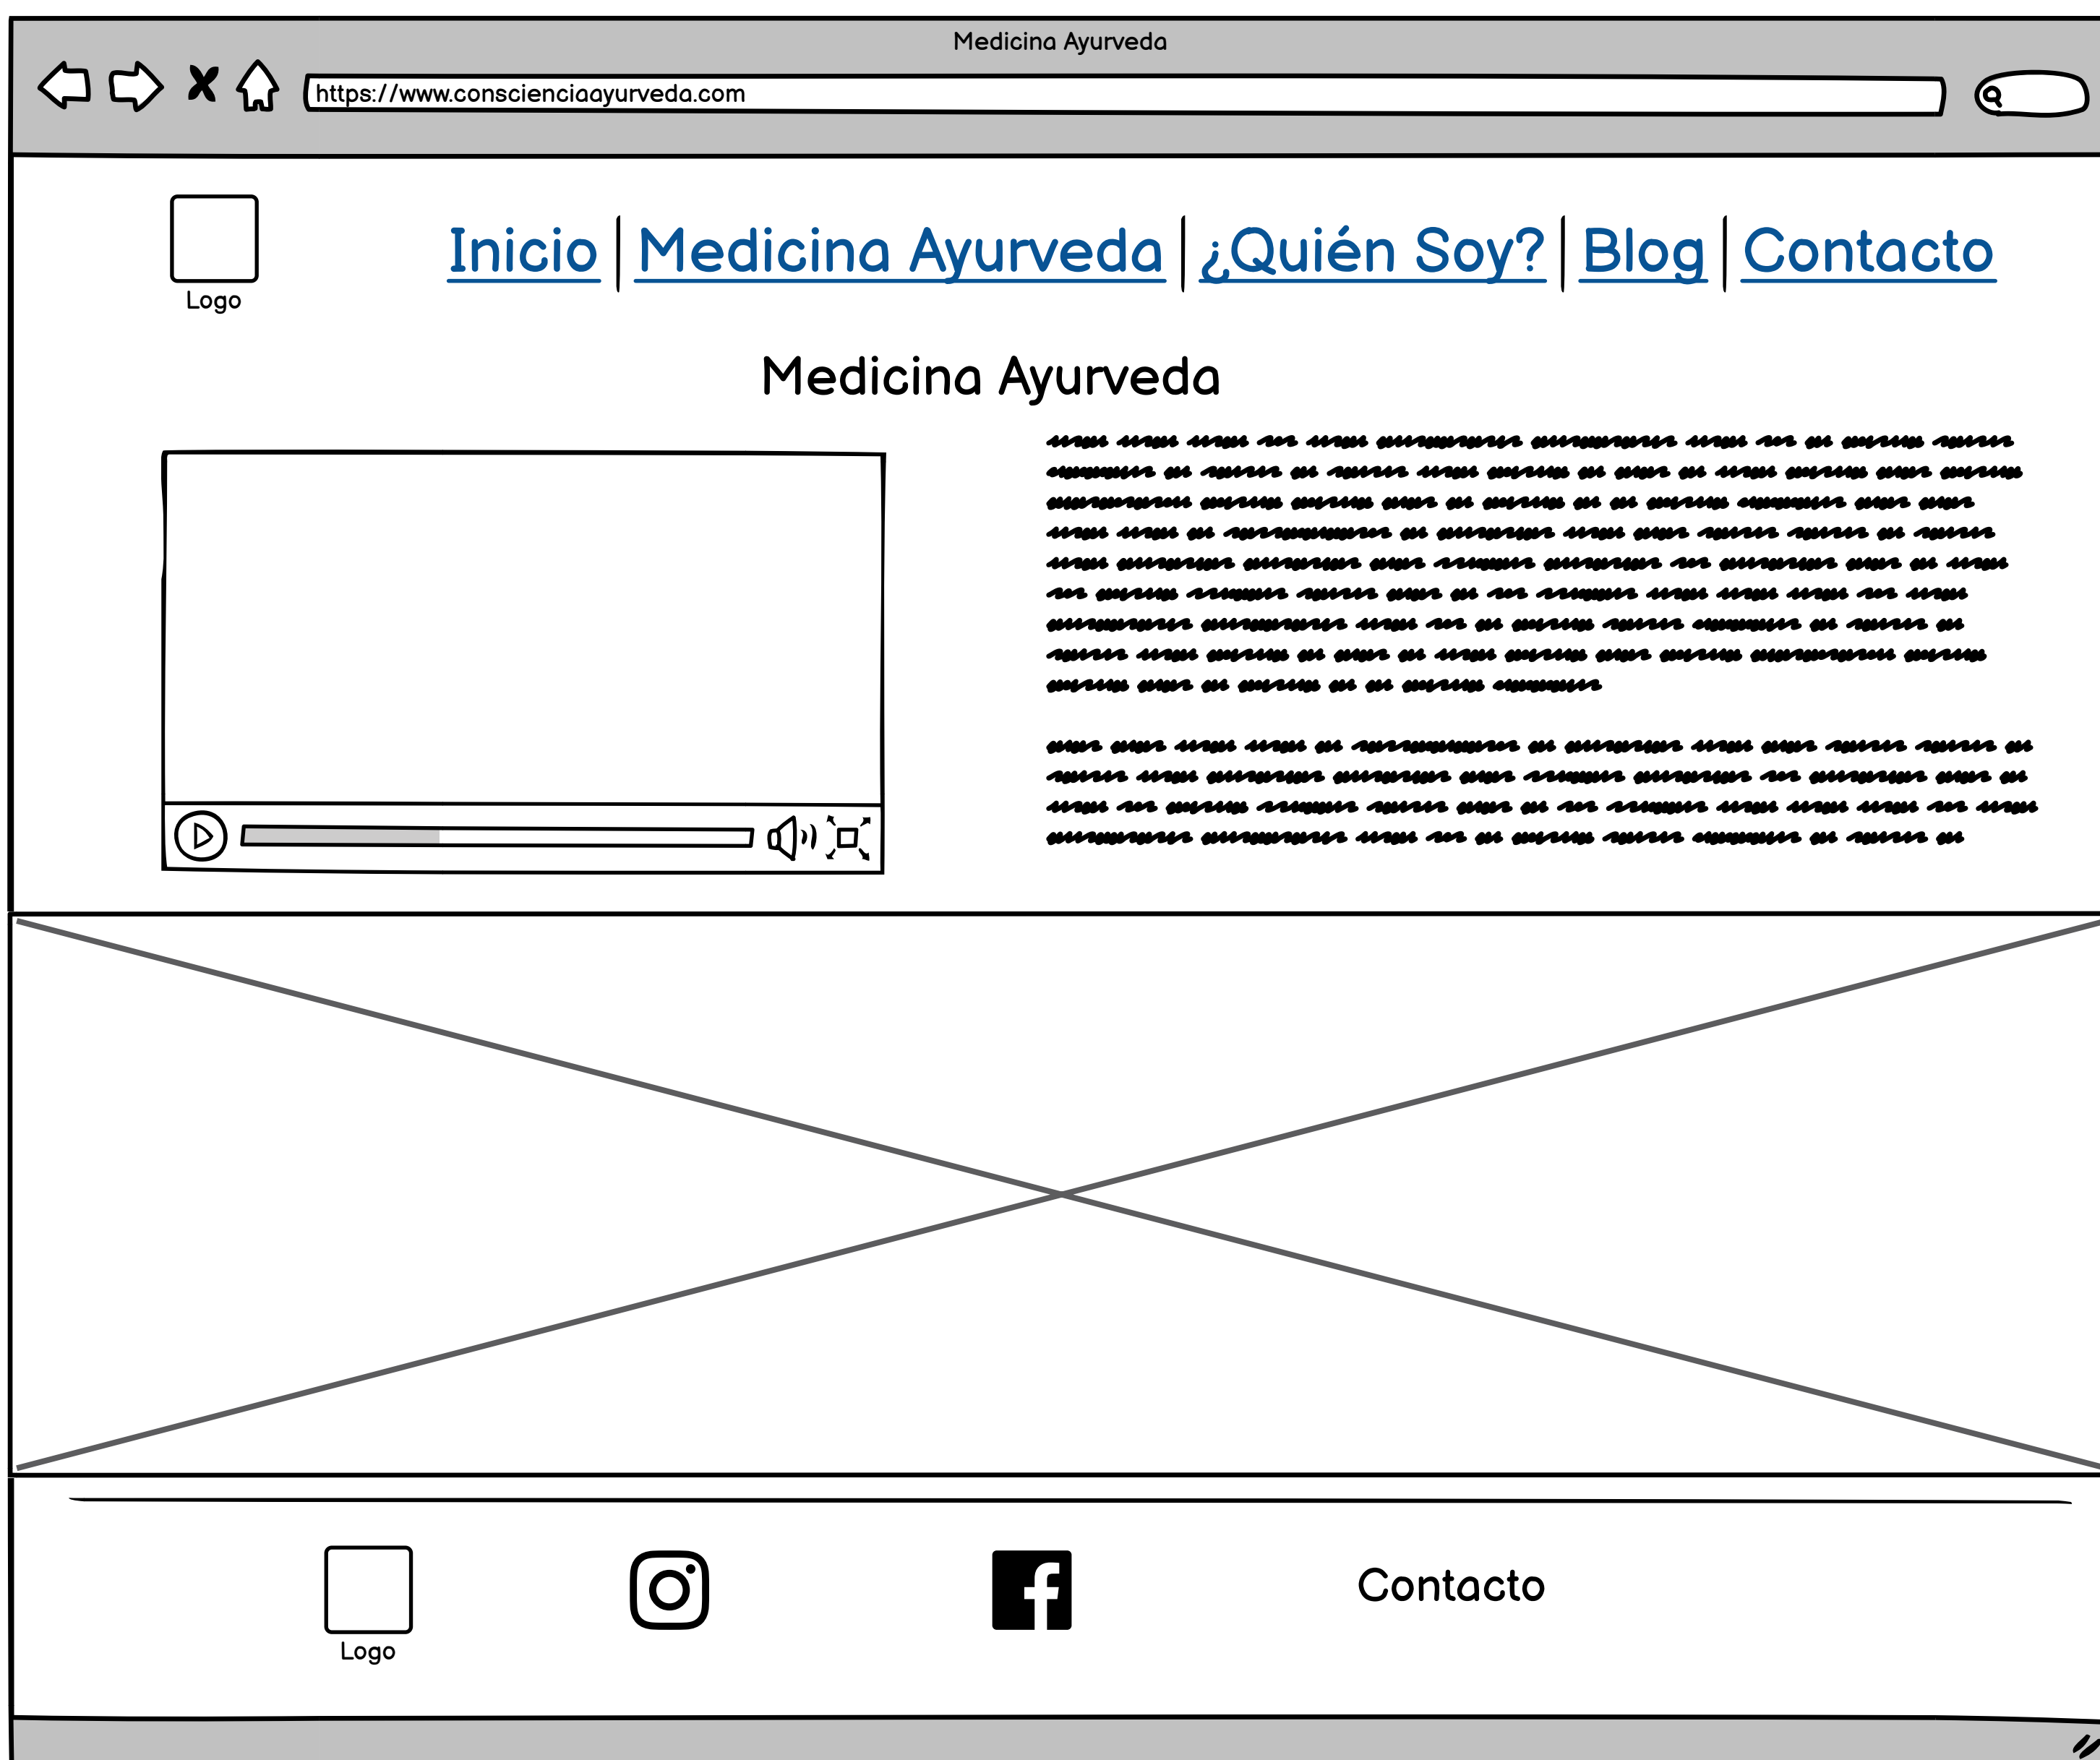 Medicina Ayurveda
https://www.conscienciaayurveda.com
Logo
Inicio | Medicina Ayurveda | ¿Quién Soy? | Blog | Contacto
Medicina Ayurveda
Contacto
Logo